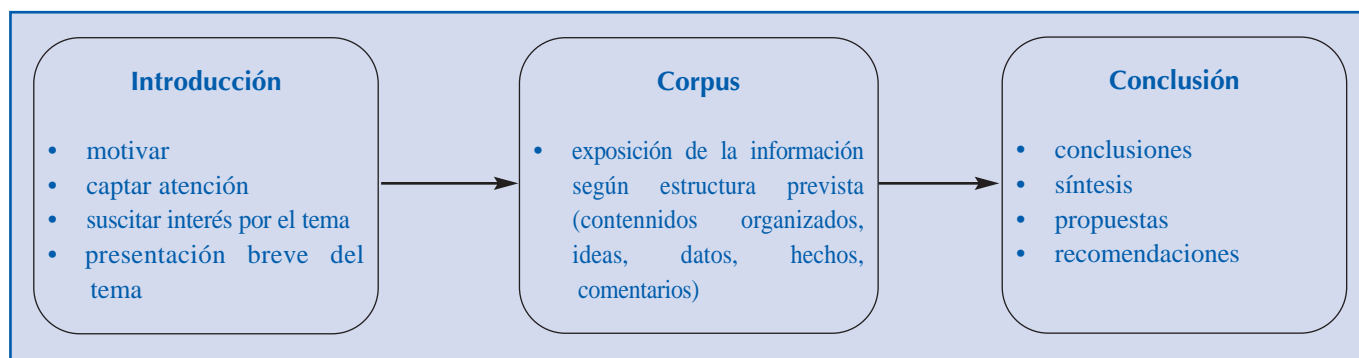 Introducción
• motivar
• captar atención
• suscitar interés por el tema
• presentación breve del
tema
Corpus
• exposición de la información
según estructura prevista
(contennidos organizados,
ideas, datos, hechos,
comentarios)
Conclusión
• conclusiones
• síntesis
• propuestas
• recomendaciones